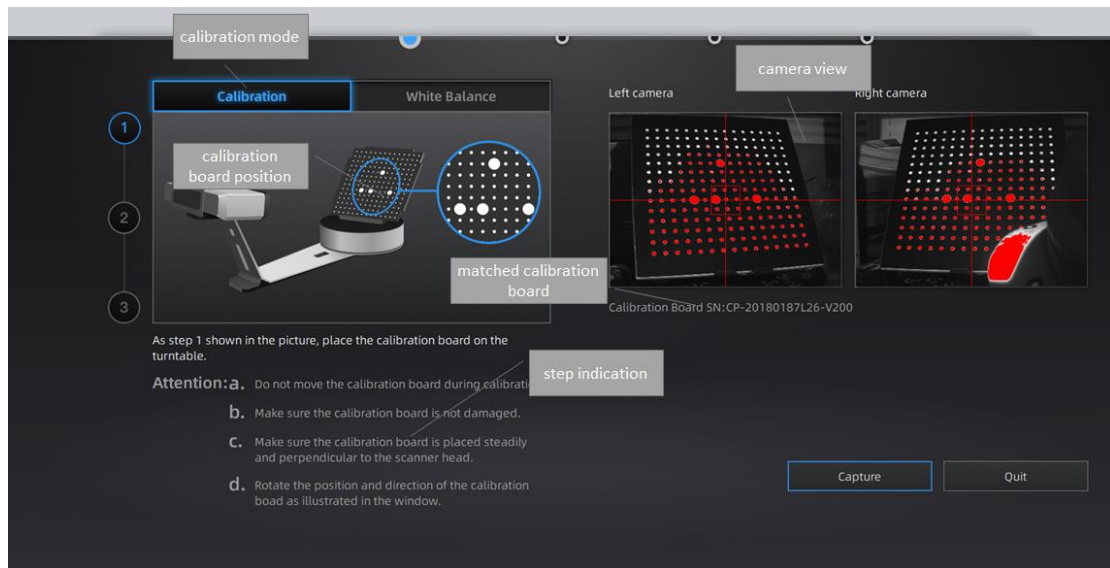 calibration mode
camera view
Calibration
White Balance
Left camera
Right camera
1
calibration
board position
2
matched calibration
board
3
Calibration Board SN:CP-20180187L26-V200
As step 1 shown in the picture, place the calibration board on the
turntable.
step indication
Attention:a. Do not move the calibration board during calibrati
b. Make sure the calibration board is not damaged.
c. Make sure the calibration board is placed steadily
and perpendicular to the scanner head.
d. Rotate the position and direction of the calibration
boad as illustrated in the window.
Capture
Quit